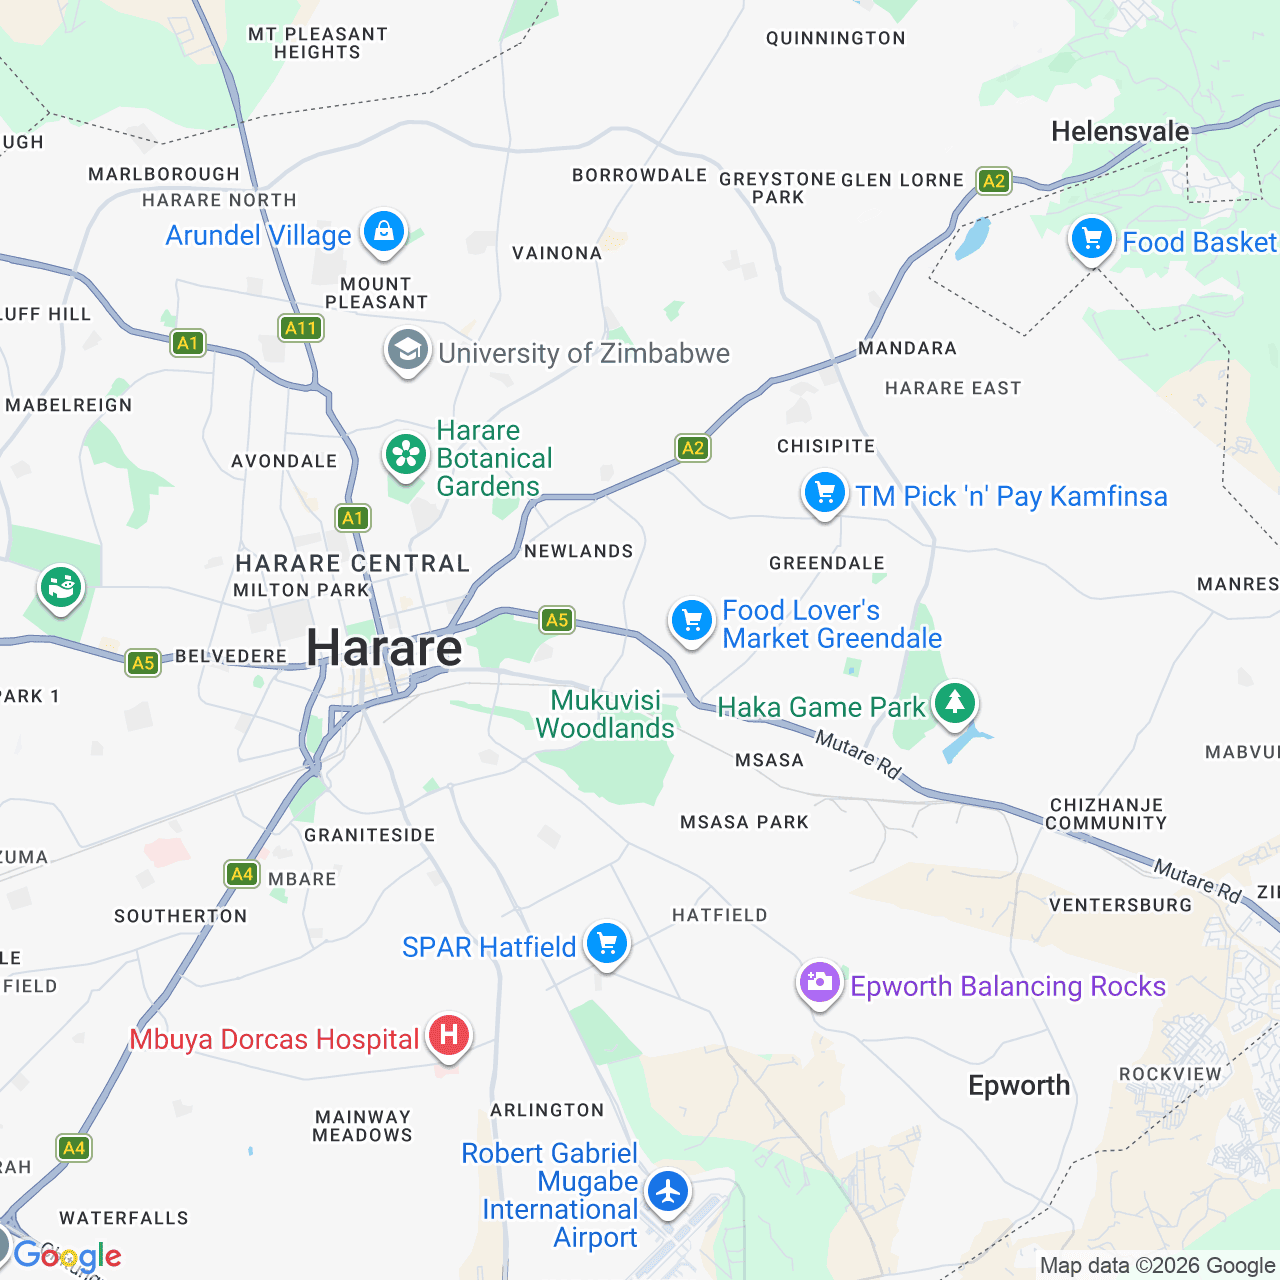 MT PLEASANT
HEIGHTS
QUINNINGTON
Helensvale
UGH
MARLBOROUGH
HARARE NORTH
BORROWDALE
GREYSTONE
PARK
GLEN LORNE
A2
Arundel Village
VAINONA
Food Basket
MOUNT
PLEASANT
LUFF HILL
A11
A1
University of Zimbabwe
MANDARA
HARARE EAST
MABELREIGN
Harare
Botanical
Gardens
A2
CHISIPITE
AVONDALE
TM Pick 'n' Pay Kamfinsa
A1
HARARE CENTRAL
NEWLANDS
GREENDALE
MILTON PARK
MANRES
Food Lover's
Market Greendale
A5
Harare
BELVEDERE
A5
PARK 1
Mukuvisi
Woodlands
Haka Game Park
Mutare Rd
MSASA
MABVU
CHIZHANJE
COMMUNITY
MSASA PARK
GRANITESIDE
ZUMA
A4
MBARE
Mutare Rd
ZI
VENTERSBURG
SOUTHERTON
HATFIELD
SPAR Hatfield
LE
FIELD
Epworth Balancing Rocks
Mbuya Dorcas Hospital
ROCKVIEW
Epworth
ARLINGTON
MAINWAY
MEADOWS
A4
Robert Gabriel
Mugabe
International
Airport
RAH
WATERFALLS
Google
Map data ©2026 Google